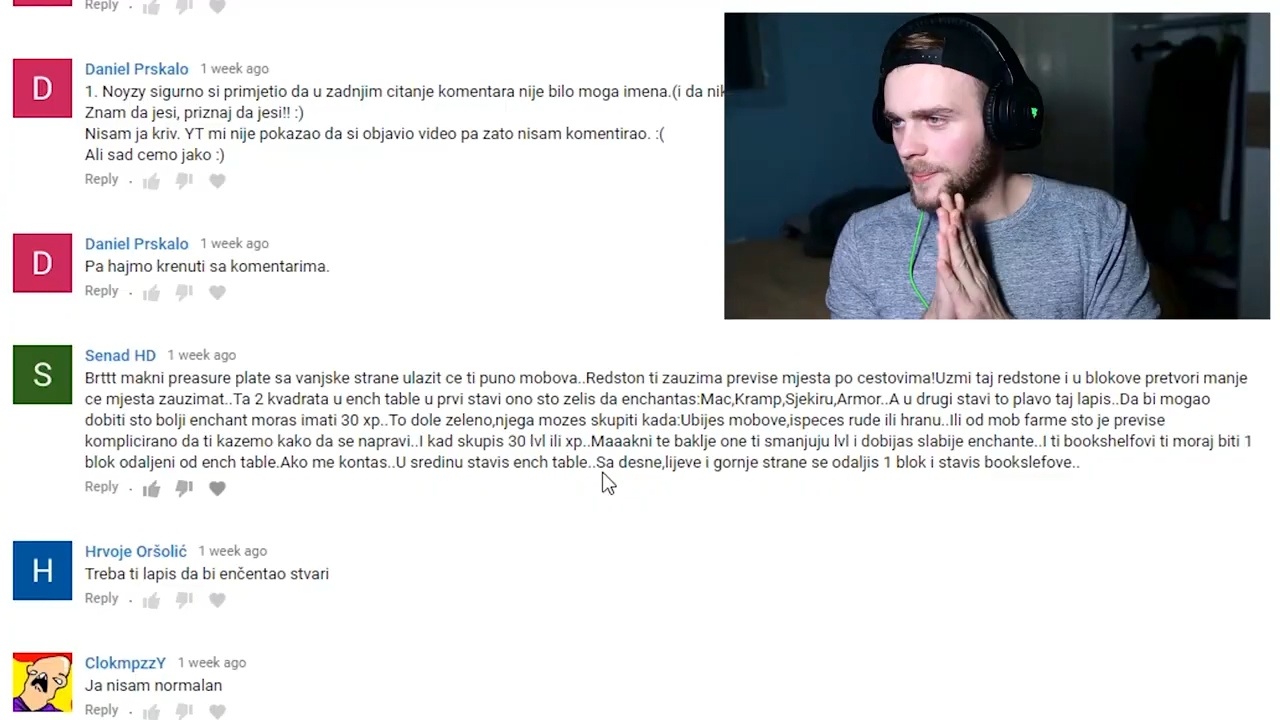 Reply
D
Daniel Prskalo 1 week ago
1. Noyzy sigurno si primjetio da u zadnjim citanje komentara nije bilo moga imena.(i da nik
Znam da jesi, priznaj da jesi!! :)
Nisam ja kriv. YT mi nije pokazao da si objavio video pa zato nisam komentirao. :(
Ali sad cemo jako :)
Reply
D
Daniel Prskalo 1 week ago
Pa hajmo krenuti sa komentarima.
Reply
S
Senad HD 1 week ago
Brttt makni preasure plate sa vanjske strane ulazit ce ti puno mobova..Redston ti zauzima previse mjesta po cestovima!Uzmi taj redstone i u blokove pretvori manje
ce mjesta zauzimat..Ta 2 kvadrata u ench table u prvi stavi ono sto zelis da enchantas:Mac,Kramp,Sjekiru,Armor..A u drugi stavi to plavo taj lapis..Da bi mogao
dobiti sto bolji enchant moras imati 30 xp..To dole zeleno,njega mozes skupiti kada:Ubijes mobove,ispeces rude ili hranu..Ili od mob farme sto je previse
komplicirano da ti kazemo kako da se napravi..I kad skupis 30 lvl ili xp..Maaakni te baklje one ti smanjuju lvl i dobijas slabije enchante..I ti bookshelfovi ti moraj biti 1
blok odaljeni od ench table.Ako me kontas..U sredinu stavis ench table..Sa desne,lijeve i gornje strane se odaljis 1 blok i stavis bookslefove..
Reply
H
Hrvoje Oršolić 1 week ago
Treba ti lapis da bi enčentao stvari
Reply
ClokmpzzY 1 week ago
Ja nisam normalan
Reply